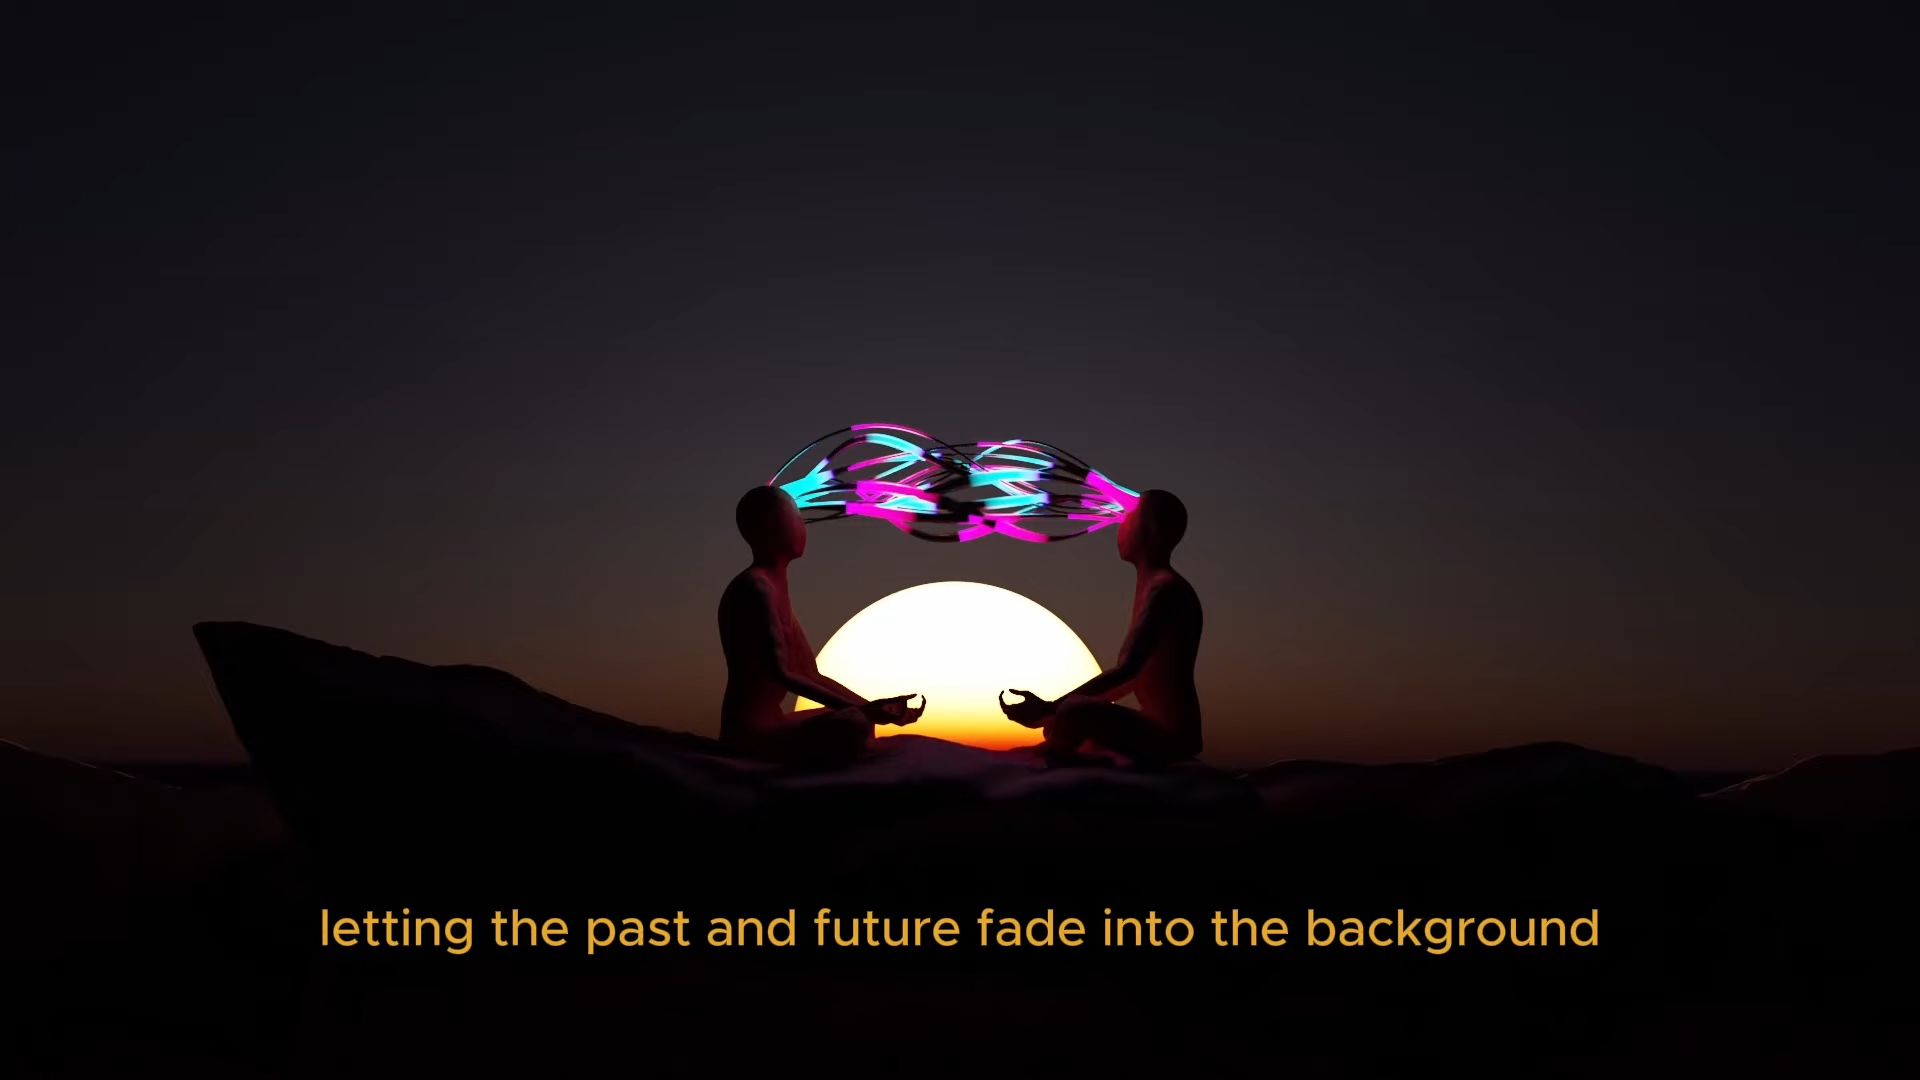 letting the past and future fade into the background